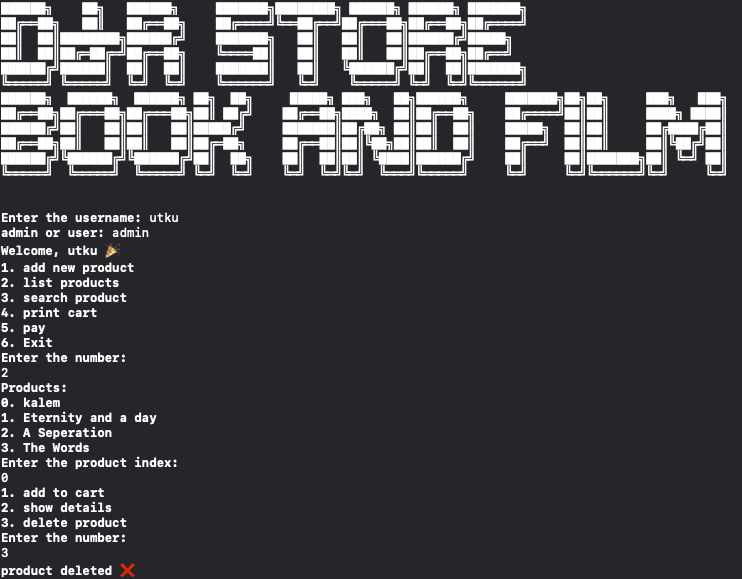 D&R STORE
BOOK AND FILM
Enter the username: utku
admin or user: admin
Welcome, utku 🎉
1. add new product
2. list products
3. search product
4. print cart
5. pay
6. Exit
Enter the number:
2
Products:
0. kalem
1. Eternity and a day
2. A Seperation
3. The Words
Enter the product index:
0
1. add to cart
2. show details
3. delete product
Enter the number:
3
product deleted ❌